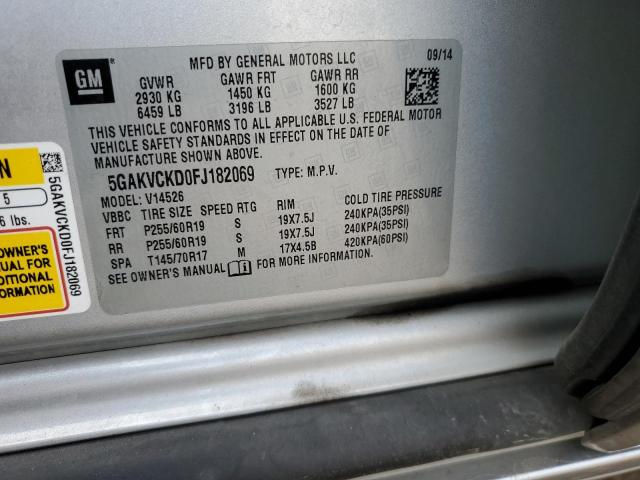 GM
MFD BY GENERAL MOTORS LLC 09/14
GVWR GAWR FRT GAWR RR
2930 KG 1450 KG 1600 KG
6459 LB 3196 LB 3527 LB
THIS VEHICLE CONFORMS TO ALL APPLICABLE U.S. FEDERAL MOTOR
VEHICLE SAFETY STANDARDS IN EFFECT ON THE DATE OF
MANUFACTURE SHOWN ABOVE.
5GAKVCKD0FJ182069 TYPE: M.P.V.
MODEL: V14526
VBBC TIRE SIZE SPEED RTG RIM COLD TIRE PRESSURE
FRT P255/60R19 S 19X7.5J 240KPA(35PSI)
RR P255/60R19 S 19X7.5J 240KPA(35PSI)
SPA T145/70R17 M 17X4.5B 420KPA(60PSI)
SEE OWNER'S MANUAL FOR MORE INFORMATION.
5
lbs.
OWNER'S
FOR
5GAKVCKD0FJ182069